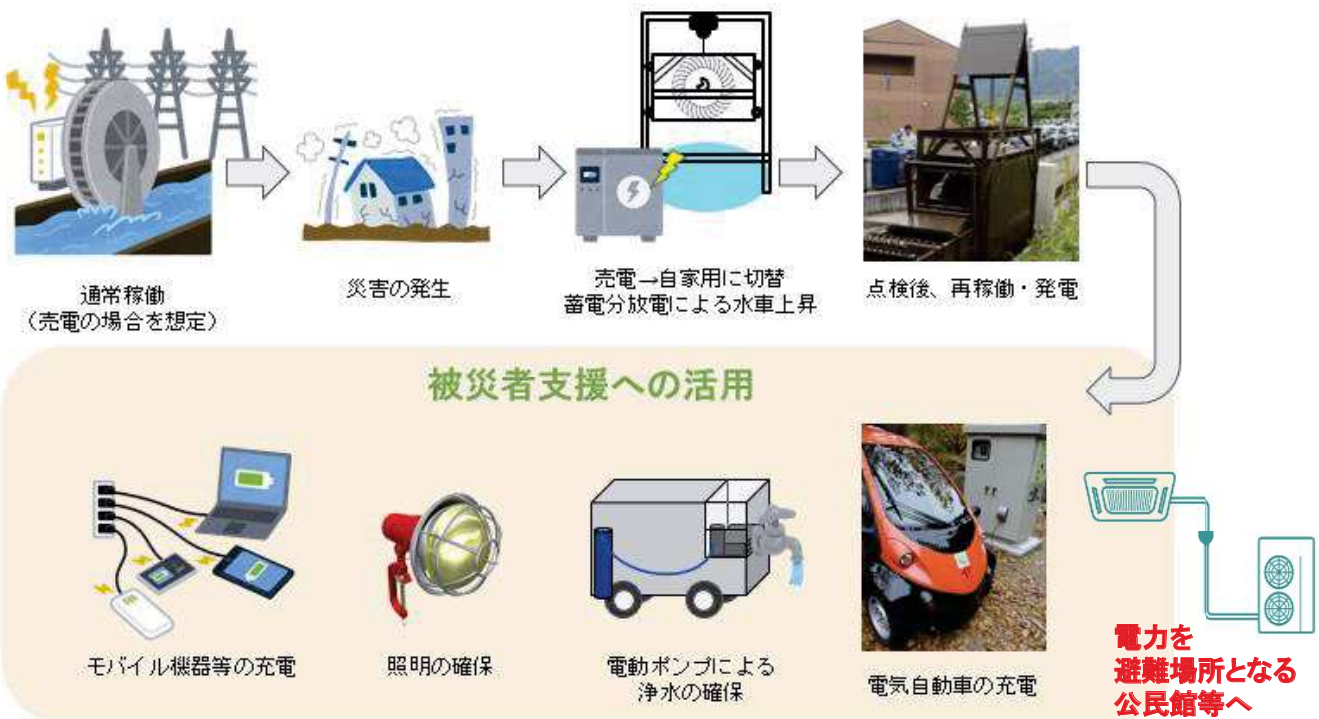 通常稼働
（売電の場合を想定）
災害の発生
売電→自家用に切替
蓄電分放電による水車上昇
点検後、再稼働・発電
被災者支援への活用
モバイル機器等の充電
照明の確保
電動ポンプによる
浄水の確保
電気自動車の充電
電力を
避難場所となる
公民館等へ